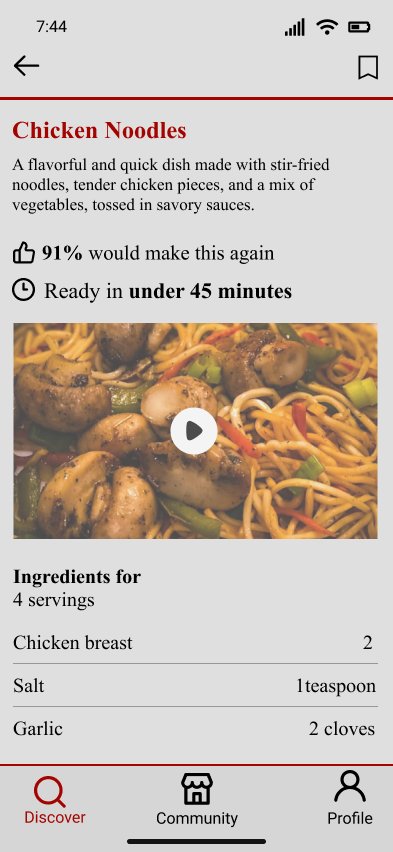 7:44
Chicken Noodles
A flavorful and quick dish made with stir-fried
noodles, tender chicken pieces, and a mix of
vegetables, tossed in savory sauces.
91% would make this again
Ready in under 45 minutes
Ingredients for
4 servings
Chicken breast 2
Salt 1teaspoon
Garlic 2 cloves
Discover Community Profile